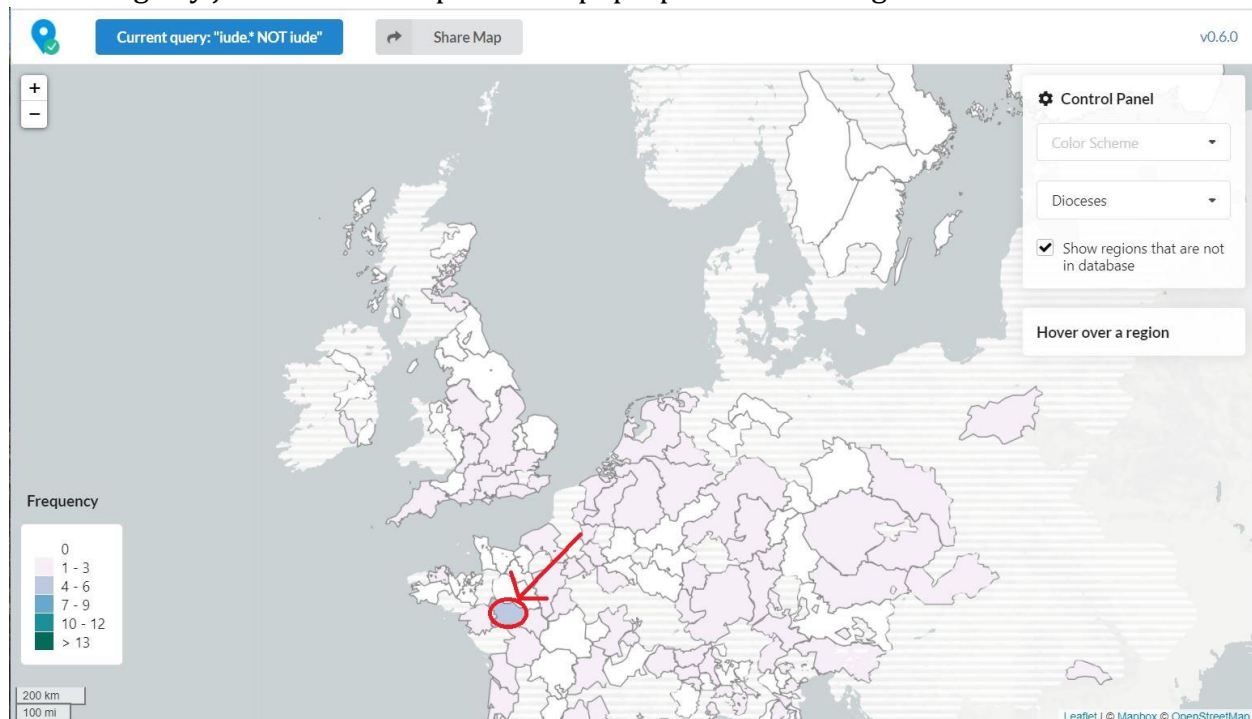 Current query: "iude.* NOT iude"
Share Map
v0.6.0
+
−
Control Panel
Color Scheme
Dioceses
Show regions that are not
in database
Hover over a region
Frequency
0
1 - 3
4 - 6
7 - 9
10 - 12
> 13
200 km
100 mi
Leaflet | © Mapbox © OpenStreetMap